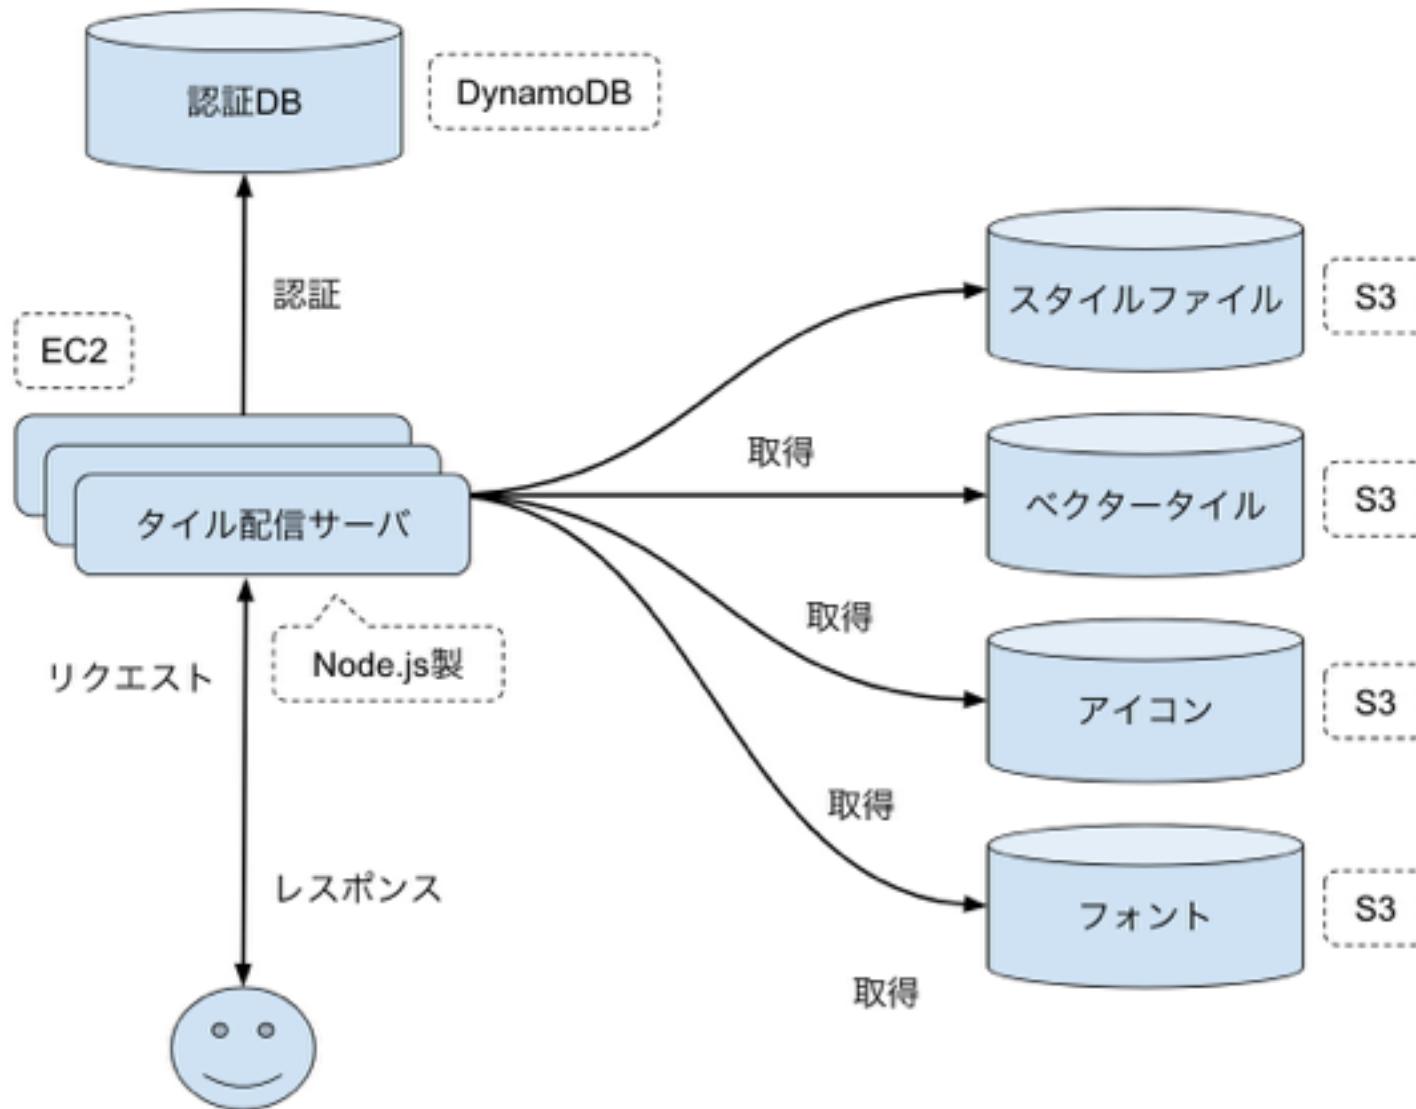 認証DB
DynamoDB
認証
EC2
スタイルファイル
S3
取得
ベクタータイル
S3
タイル配信サーバ
取得
Node.js製
リクエスト
アイコン
S3
取得
レスポンス
フォント
S3
取得